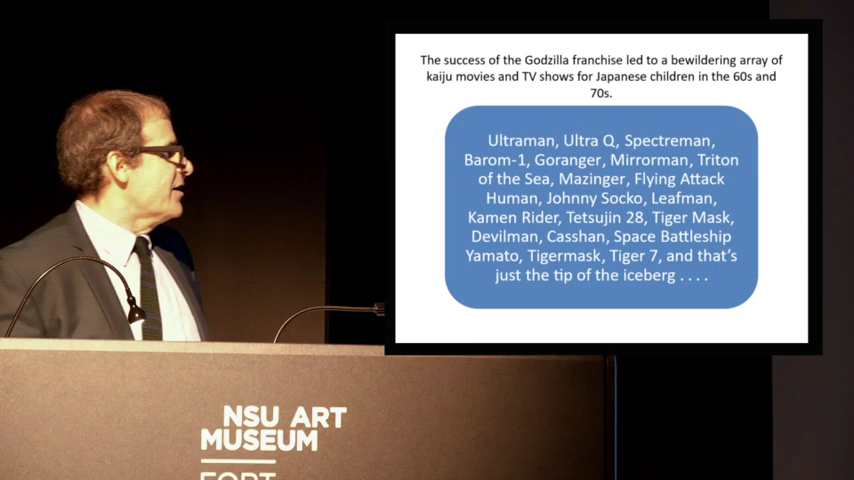 The success of the Godzilla franchise led to a bewildering array of
kaiju movies and TV shows for Japanese children in the 60s and
70s.
Ultraman, Ultra Q, Spectreman,
Barom-1, Goranger, Mirrorman, Triton
of the Sea, Mazinger, Flying Attack
Human, Johnny Socko, Leafman,
Kamen Rider, Tetsujin 28, Tiger Mask,
Devilman, Casshan, Space Battleship
Yamato, Tigermask, Tiger 7, and that's
just the tip of the iceberg . . . .
NSU ART
MUSEUM
FORT